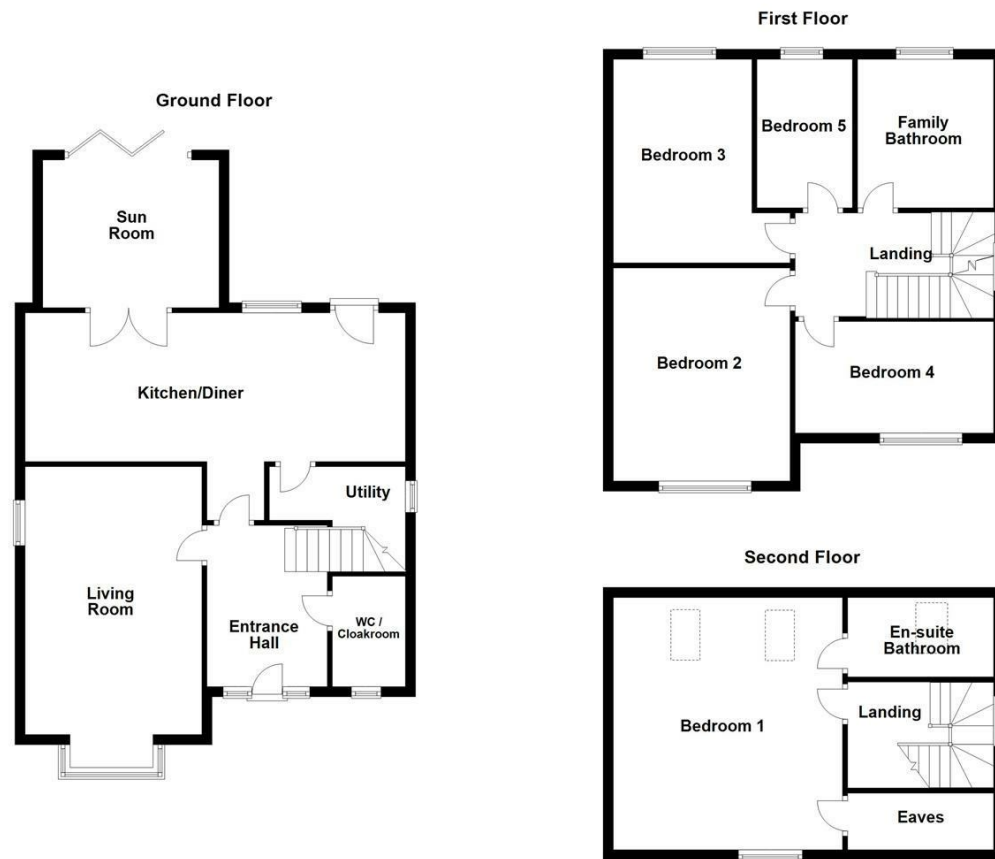 Ground Floor
Sun
Room
Kitchen/Diner
Utility
Living
Room
Entrance
Hall
WC /
Cloakroom
First Floor
Bedroom 3
Bedroom 5
Family
Bathroom
Landing
Bedroom 2
Bedroom 4
Second Floor
Bedroom 1
En-suite
Bathroom
Landing
Eaves